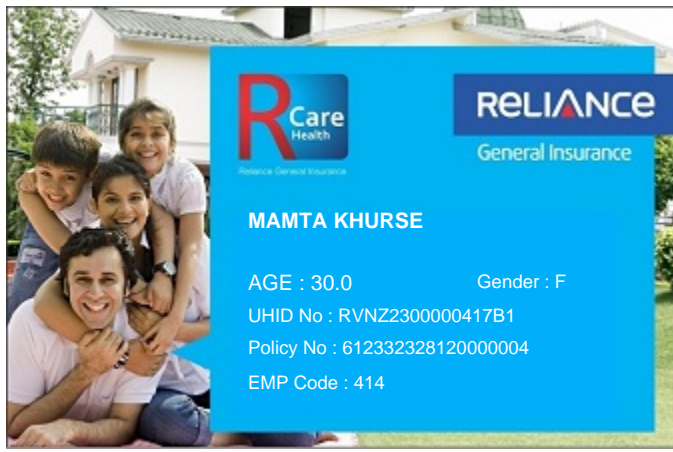 R Care
Health
Reliance General Insurance
RELIANCE
General Insurance
MAMTA KHURSE
AGE : 30.0
Gender : F
UHID No : RVNZ2300000417B1
Policy No : 612332328120000004
EMP Code : 414